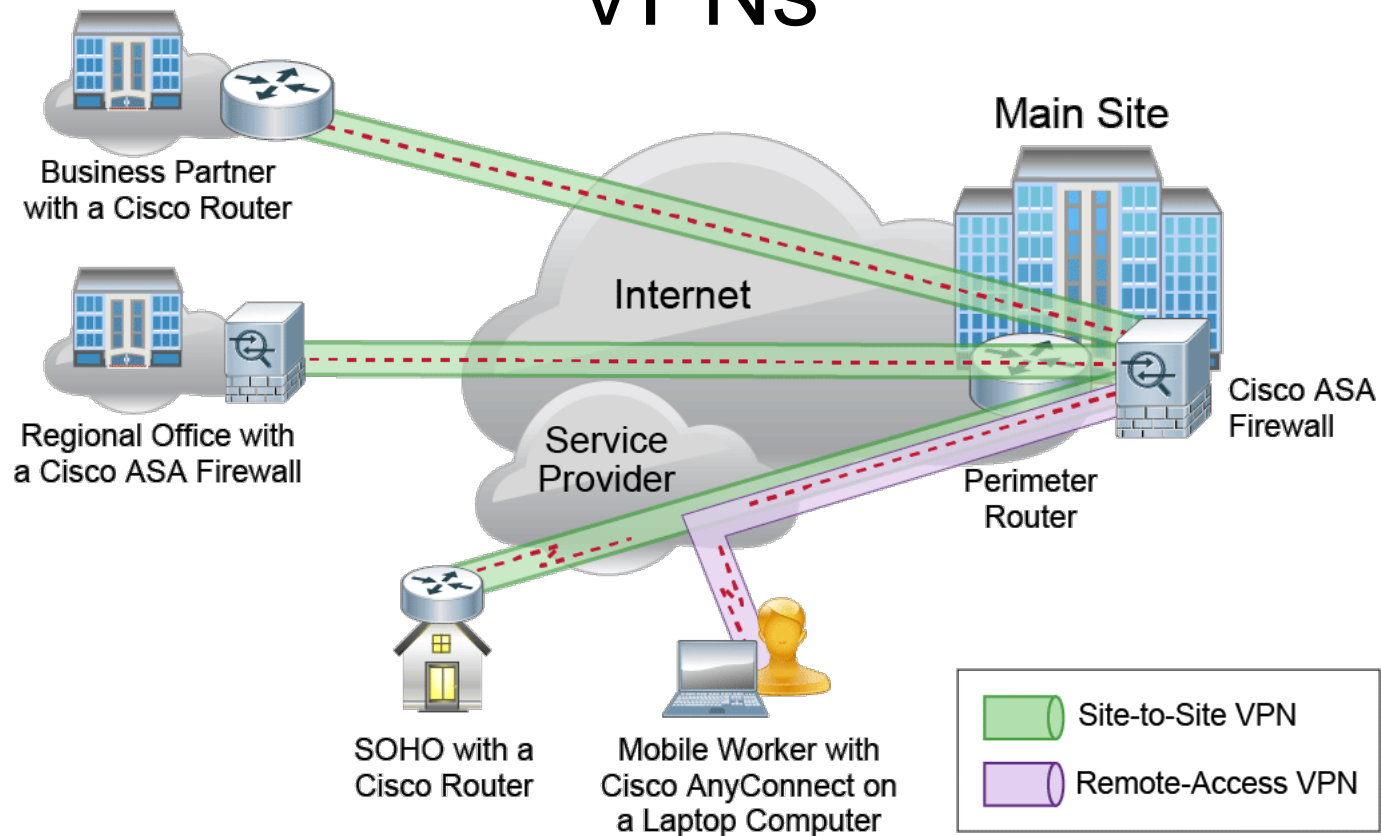 VPNs
Main Site
Business Partner
with a Cisco Router
Internet
Cisco ASA
Firewall
Regional Office with
a Cisco ASA Firewall
Service
Provider
Perimeter
Router
SOHO with a
Cisco Router
Mobile Worker with
Cisco AnyConnect on
a Laptop Computer
Site-to-Site VPN
Remote-Access VPN